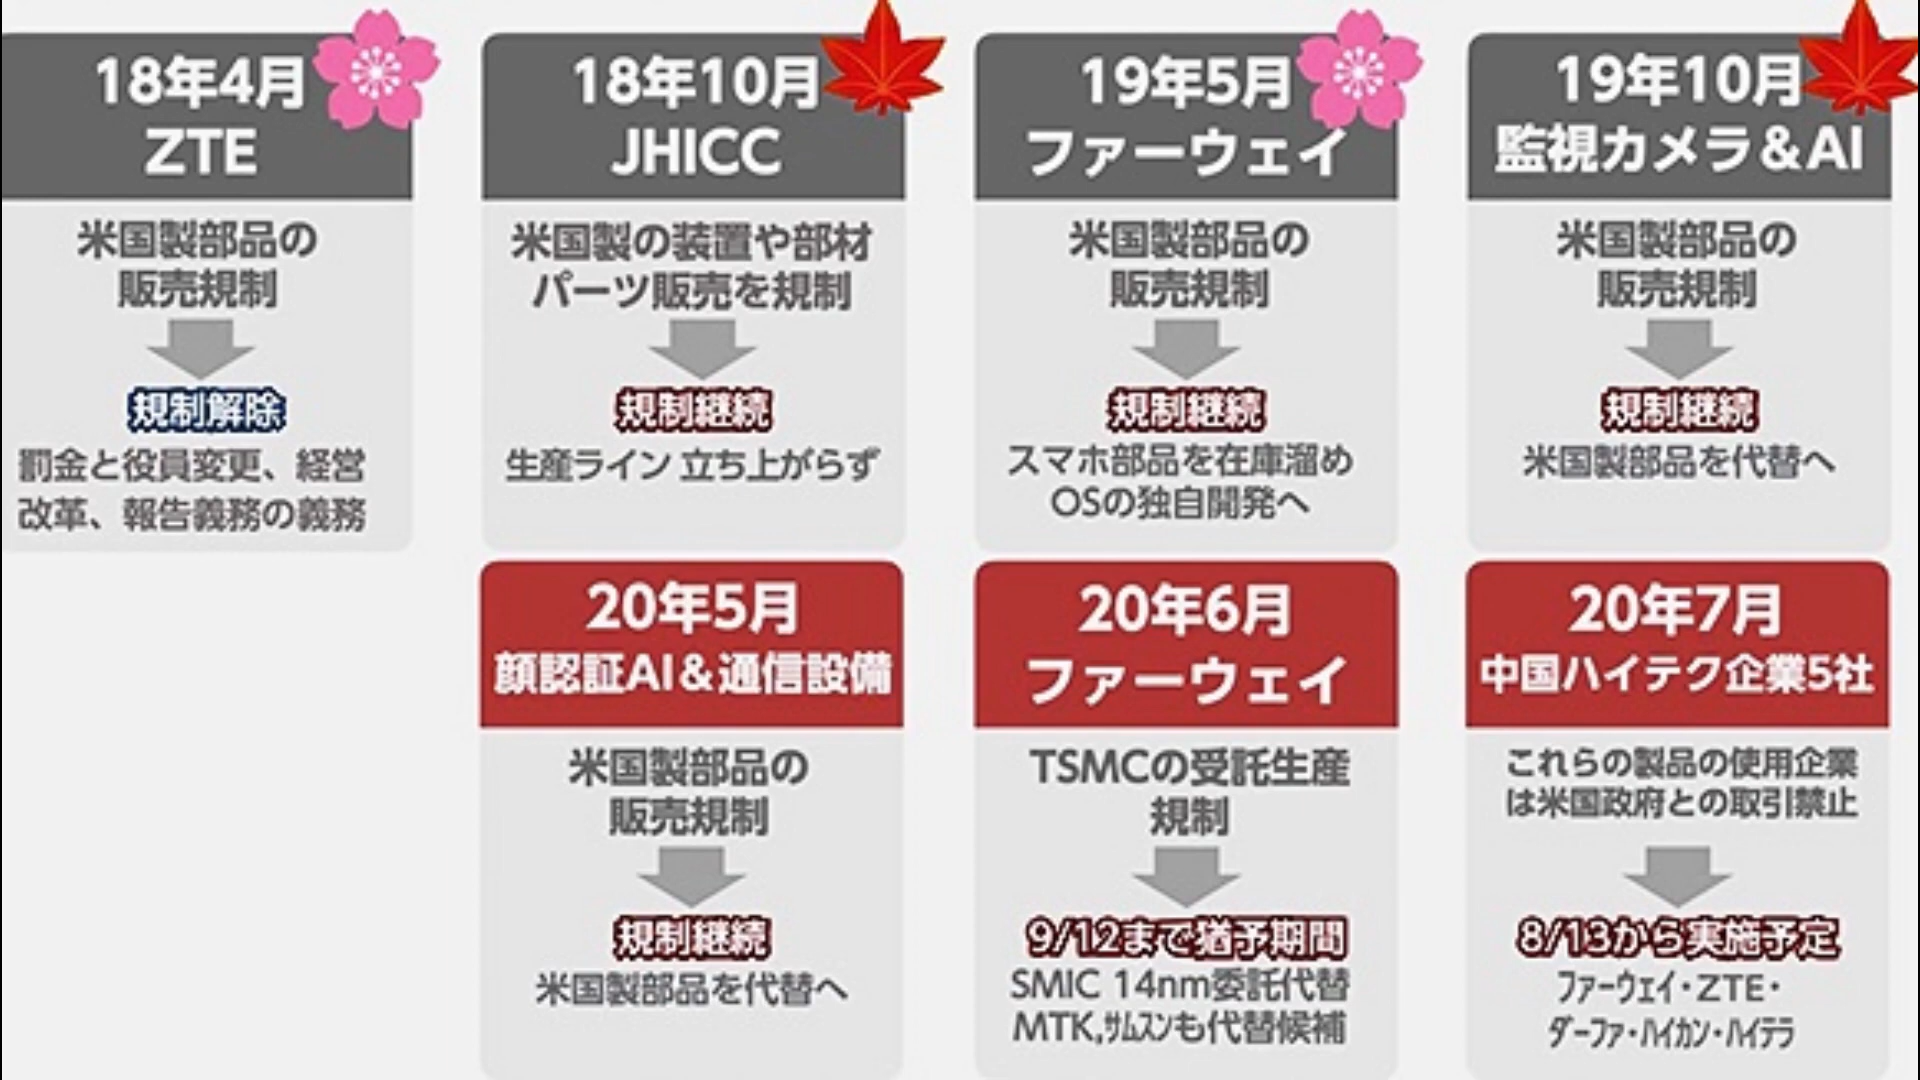 18年4月
ZTE
米国製部品の
販売規制
規制解除
罰金と役員変更、経営
改革、報告義務の義務
18年10月
JHICC
米国製の装置や部材
パーツ販売を規制
規制継続
生産ライン 立ち上がらず
19年5月
ファーウェイ
米国製部品の
販売規制
規制継続
スマホ部品を在庫溜め
OSの独自開発へ
19年10月
監視カメラ&AI
米国製部品の
販売規制
規制継続
米国製部品を代替へ
20年5月
顔認証AI&通信設備
米国製部品の
販売規制
規制継続
米国製部品を代替へ
20年6月
ファーウェイ
TSMCの受託生産
規制
9/12まで猶予期間
SMIC 14nm委託代替
MTK,ｻﾑｽﾝも代替候補
20年7月
中国ハイテク企業5社
これらの製品の使用企業
は米国政府との取引禁止
8/13から実施予定
ﾌｧｰｳｪｲ・ZTE・
ﾀﾞｰﾌｧ・ﾊｲｶﾝ・ﾊｲﾃﾗ